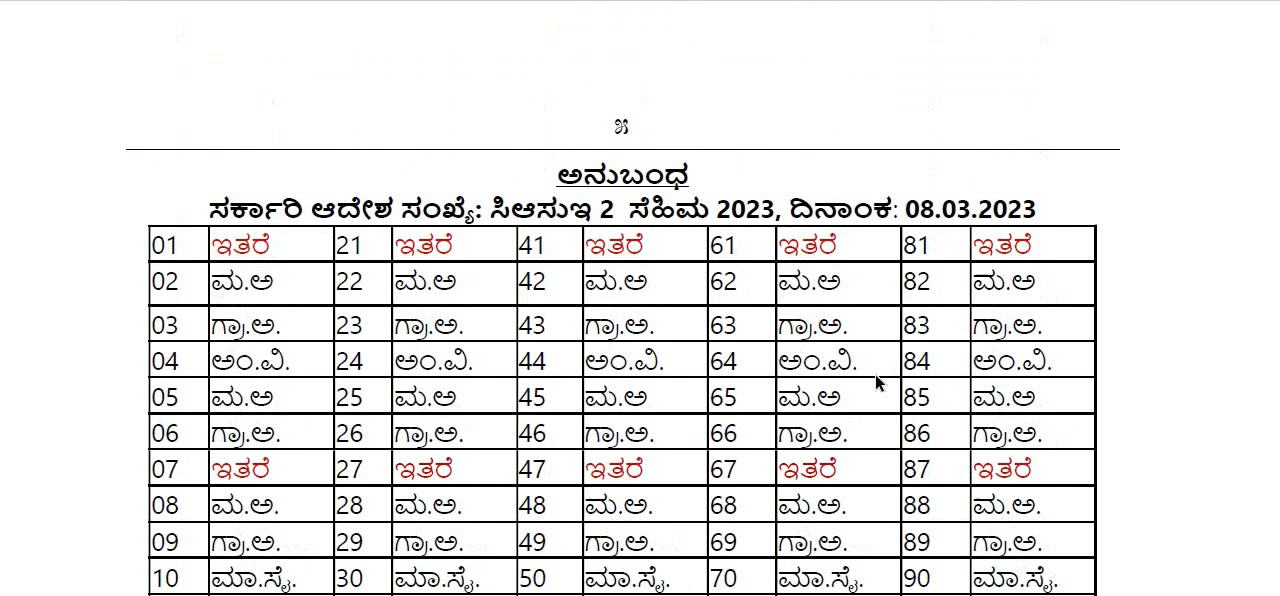 ೫
ಅನುಬಂಧ
ಸರ್ಕಾರಿ ಆದೇಶ ಸಂಖ್ಯೆ: ಸಿಆಸುಇ 2 ಸೆಹಿಮ 2023, ದಿನಾಂಕ: 08.03.2023
01 ಇತರೆ 21 ಇತರೆ 41 ಇತರೆ 61 ಇತರೆ 81 ಇತರೆ
02 ಮ.ಅ 22 ಮ.ಅ 42 ಮ.ಅ 62 ಮ.ಅ 82 ಮ.ಅ
03 ಗ್ರಾ.ಅ. 23 ಗ್ರಾ.ಅ. 43 ಗ್ರಾ.ಅ. 63 ಗ್ರಾ.ಅ. 83 ಗ್ರಾ.ಅ.
04 ಅಂ.ವಿ. 24 ಅಂ.ವಿ. 44 ಅಂ.ವಿ. 64 ಅಂ.ವಿ. 84 ಅಂ.ವಿ.
05 ಮ.ಅ 25 ಮ.ಅ 45 ಮ.ಅ 65 ಮ.ಅ 85 ಮ.ಅ
06 ಗ್ರಾ.ಅ. 26 ಗ್ರಾ.ಅ. 46 ಗ್ರಾ.ಅ. 66 ಗ್ರಾ.ಅ. 86 ಗ್ರಾ.ಅ.
07 ಇತರೆ 27 ಇತರೆ 47 ಇತರೆ 67 ಇತರೆ 87 ಇತರೆ
08 ಮ.ಅ. 28 ಮ.ಅ. 48 ಮ.ಅ. 68 ಮ.ಅ. 88 ಮ.ಅ.
09 ಗ್ರಾ.ಅ. 29 ಗ್ರಾ.ಅ. 49 ಗ್ರಾ.ಅ. 69 ಗ್ರಾ.ಅ. 89 ಗ್ರಾ.ಅ.
10 ಮಾ.ಸೈ. 30 ಮಾ.ಸೈ. 50 ಮಾ.ಸೈ. 70 ಮಾ.ಸೈ. 90 ಮಾ.ಸೈ.